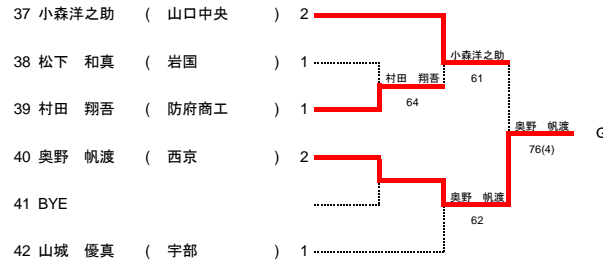 37 小森洋之助 ( 山口中央 ) 2
小森洋之助
38 松下 和真 ( 岩国 ) 1
村田 翔吾
61
64
39 村田 翔吾 ( 防府商工 ) 1
奥野 帆渡
G
76(4)
40 奥野 帆渡 ( 西京 ) 2
奥野 帆渡
41 BYE
62
42 山城 優真 ( 宇部 ) 1